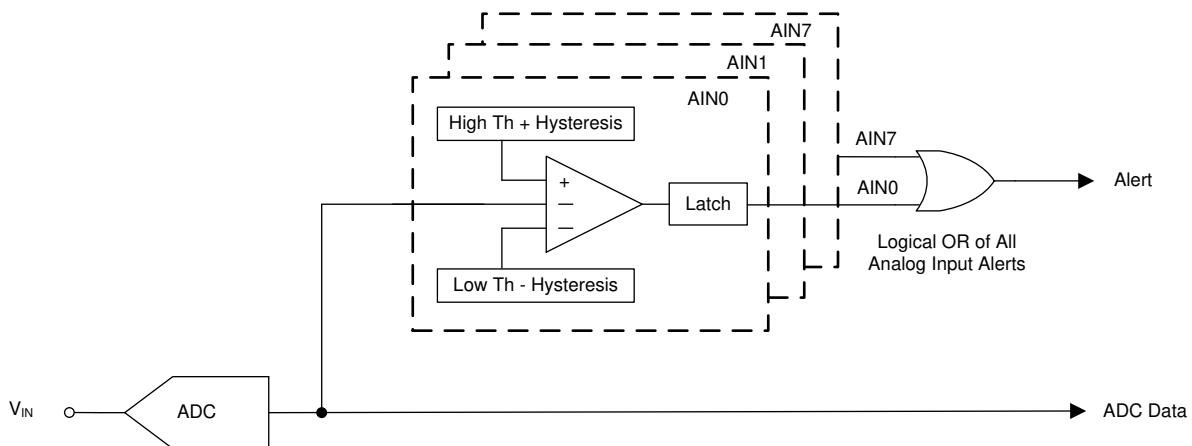 AIN7
AIN1
AIN0
High Th + Hysteresis
+
—
—
Low Th - Hysteresis
Latch
AIN7
AIN0
Alert
Logical OR of All
Analog Input Alerts
VIN
ADC
ADC Data